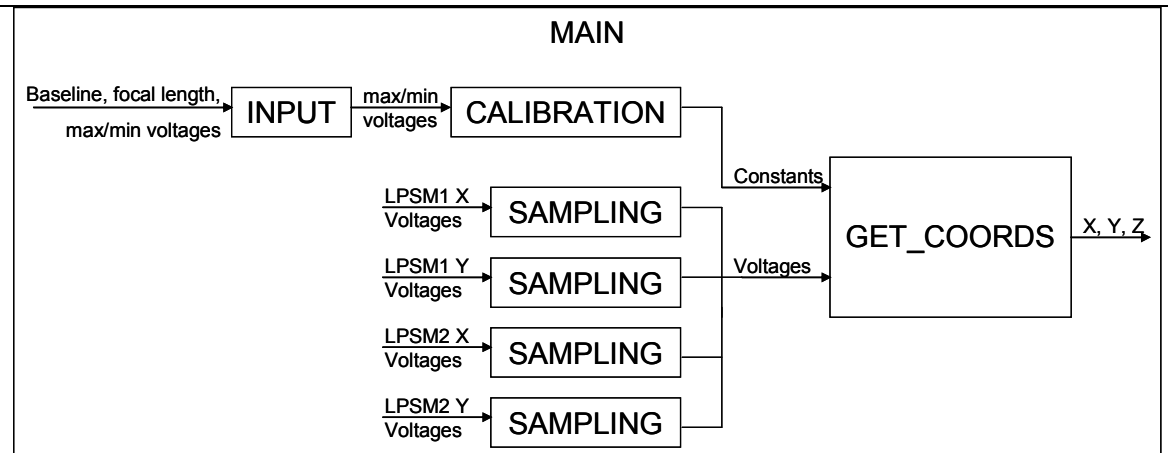 MAIN
Baseline, focal length,
max/min voltages
INPUT
max/min
voltages
CALIBRATION
Constants
LPSM1 X
Voltages
SAMPLING
LPSM1 Y
Voltages
SAMPLING
Voltages
GET_COORDS
X, Y, Z
LPSM2 X
Voltages
SAMPLING
LPSM2 Y
Voltages
SAMPLING